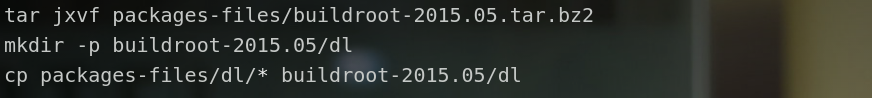 tar jxvf packages-files/buildroot-2015.05.tar.bz2
mkdir -p buildroot-2015.05/dl
cp packages-files/dl/* buildroot-2015.05/dl